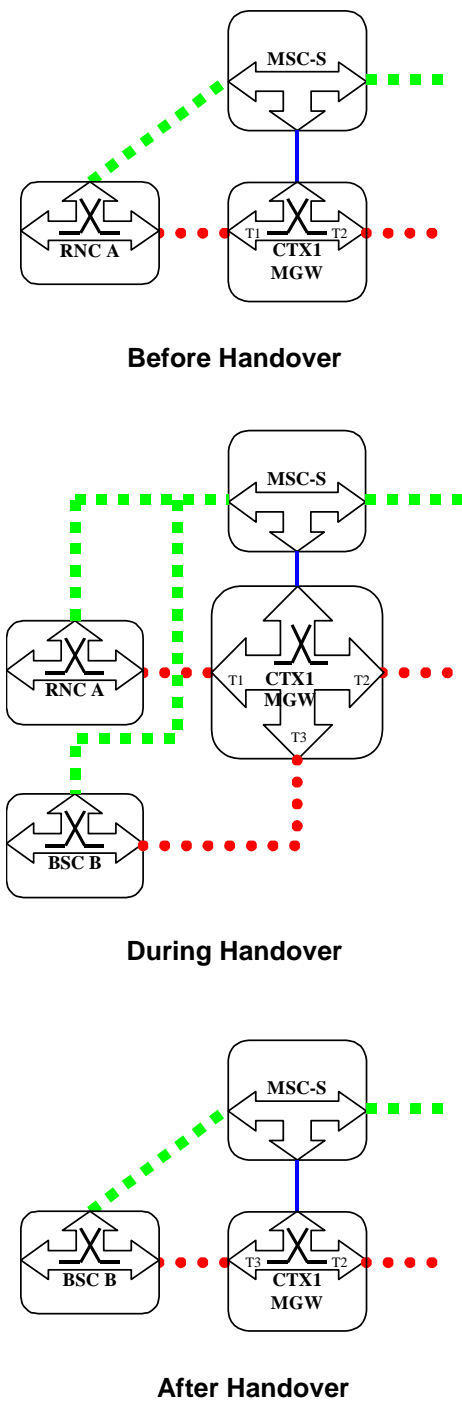 MSC-S
RNC A
T1
T2
CTX1
MGW
Before Handover
MSC-S
RNC A
T1
CTX1
MGW
T2
T3
BSC B
During Handover
MSC-S
BSC B
T3
T2
CTX1
MGW
After Handover